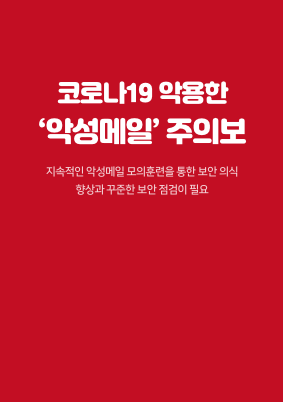 코로나19 악용한
‘악성메일’ 주의보
지속적인 악성메일 모의훈련을 통한 보안 의식
향상과 꾸준한 보안 점검이 필요